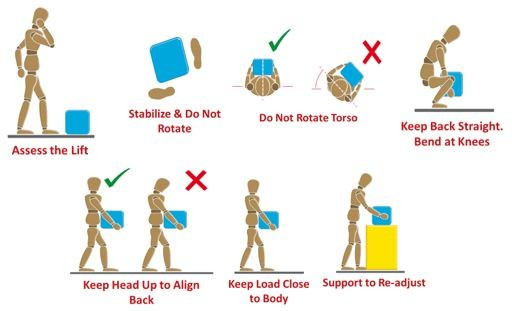 Assess the Lift
Stabilize & Do Not
Rotate
Do Not Rotate Torso
Keep Back Straight.
Bend at Knees
Keep Head Up to Align
Back
Keep Load Close
to Body
Support to Re-adjust